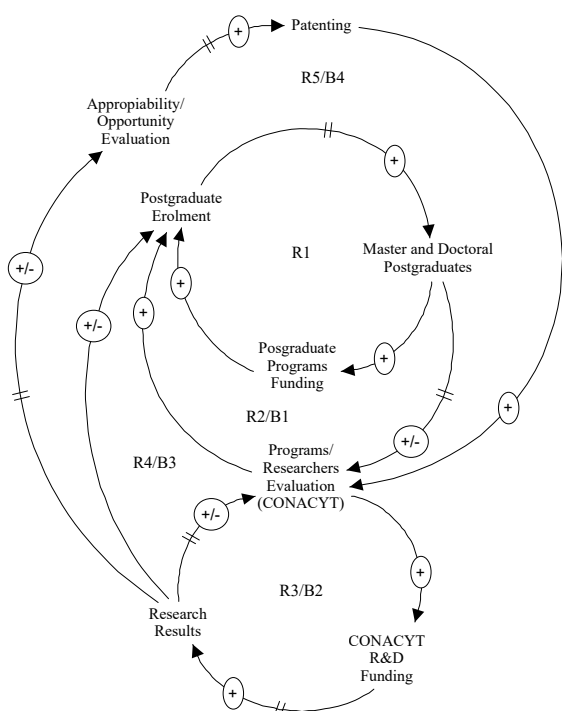 Patenting
+
R5/B4
Appropiability/
Opportunity
Evaluation
+
Postgraduate
Erolment
R1
Master and Doctoral
Postgraduates
+/-
+
+/-
+
Posgraduate
Programs
Funding
+
+
R2/B1
+/-
R4/B3
Programs/
Researchers
Evaluation
(CONACYT)
+/-
+
R3/B2
Research
Results
CONACYT
R&D
Funding
+